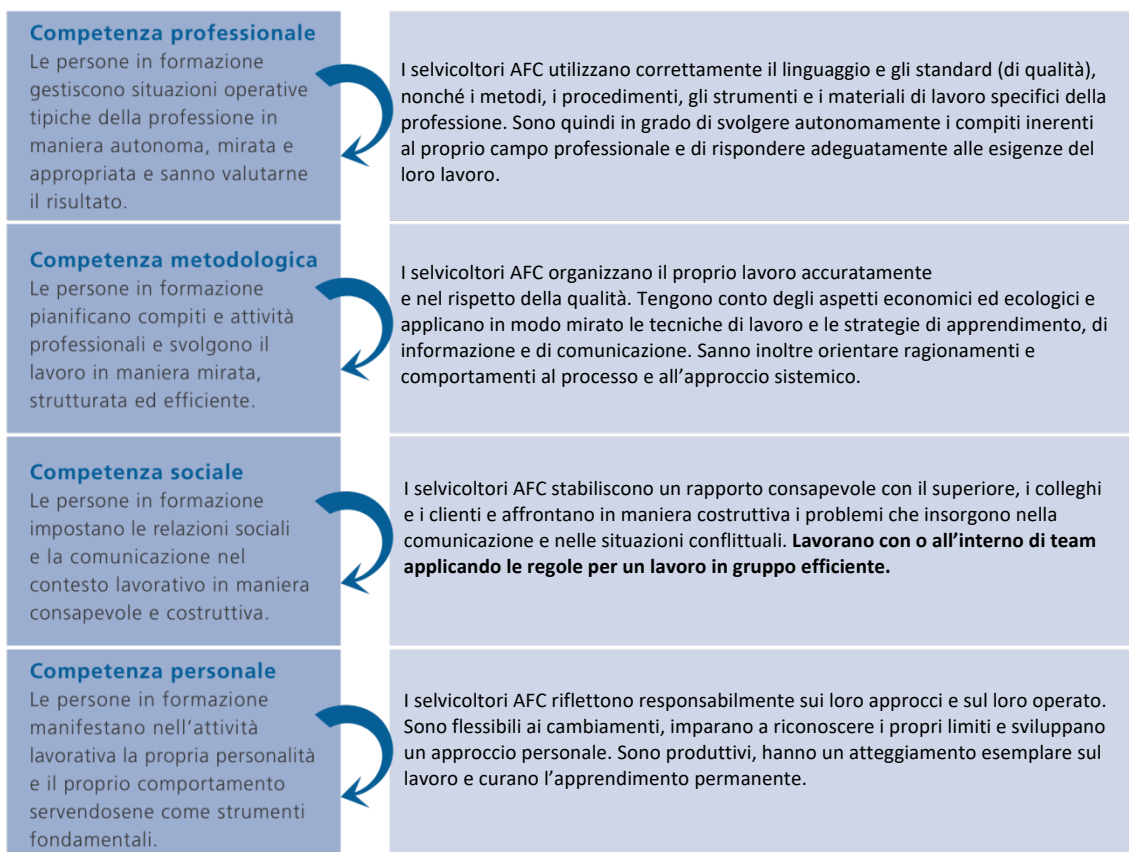 Competenza professionale
Le persone in formazione
gestiscono situazioni operative
tipiche della professione in
maniera autonoma, mirata e
appropriata e sanno valutarne
il risultato.
I selvicoltori AFC utilizzano correttamente il linguaggio e gli standard (di qualità),
nonché i metodi, i procedimenti, gli strumenti e i materiali di lavoro specifici della
professione. Sono quindi in grado di svolgere autonomamente i compiti inerenti
al proprio campo professionale e di rispondere adeguatamente alle esigenze del
loro lavoro.
Competenza metodologica
Le persone in formazione
pianificano compiti e attività
professionali e svolgono il
lavoro in maniera mirata,
strutturata ed efficiente.
I selvicoltori AFC organizzano il proprio lavoro accuratamente
e nel rispetto della qualità. Tengono conto degli aspetti economici ed ecologici e
applicano in modo mirato le tecniche di lavoro e le strategie di apprendimento, di
informazione e di comunicazione. Sanno inoltre orientare ragionamenti e
comportamenti al processo e all’approccio sistemico.
Competenza sociale
Le persone in formazione
impostano le relazioni sociali
e la comunicazione nel
contesto lavorativo in maniera
consapevole e costruttiva.
I selvicoltori AFC stabiliscono un rapporto consapevole con il superiore, i colleghi
e i clienti e affrontano in maniera costruttiva i problemi che insorgono nella
comunicazione e nelle situazioni conflittuali. Lavorano con o all’interno di team
applicando le regole per un lavoro in gruppo efficiente.
Competenza personale
Le persone in formazione
manifestano nell’attività
lavorativa la propria personalità
e il proprio comportamento
servendosene come strumenti
fondamentali.
I selvicoltori AFC riflettono responsabilmente sui loro approcci e sul loro operato.
Sono flessibili ai cambiamenti, imparano a riconoscere i propri limiti e sviluppano
un approccio personale. Sono produttivi, hanno un atteggiamento esemplare sul
lavoro e curano l’apprendimento permanente.